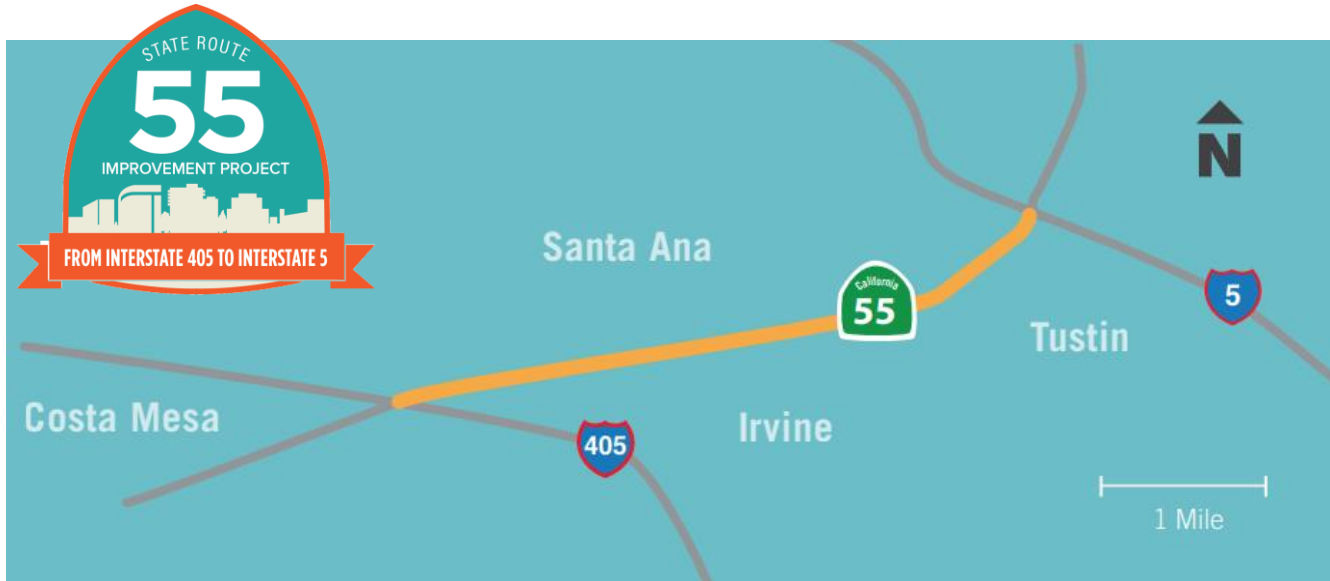 STATE ROUTE
55
IMPROVEMENT PROJECT
FROM INTERSTATE 405 TO INTERSTATE 5
N
Santa Ana
California
55
5
Tustin
Costa Mesa
405
Irvine
1 Mile